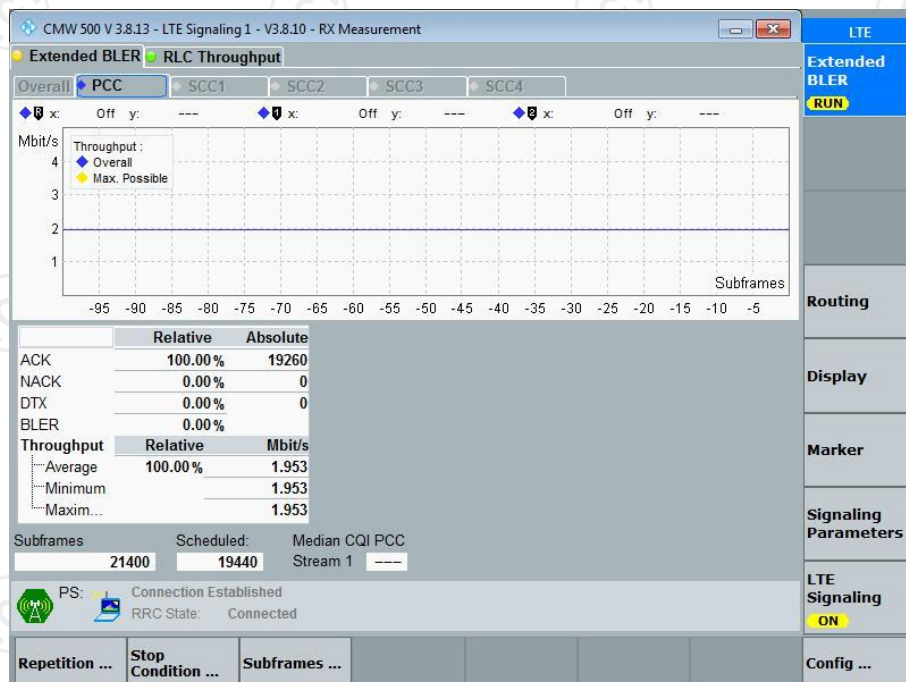 CMW 500 V 3.8.13 - LTE Signaling 1 - V3.8.10 - RX Measurement
LTE
Extended BLER RLC Throughput
Extended BLER
RUN
Overall PCC SCC1 SCC2 SCC3 SCC4
R x: Off y: --- 1 x: Off y: --- 2 x: Off y: ---
Mbit/s
Throughput :
Overall
Max. Possible
4
3
2
1
Subframes
-95 -90 -85 -80 -75 -70 -65 -60 -55 -50 -45 -40 -35 -30 -25 -20 -15 -10 -5
Relative Absolute
ACK 100.00 % 19260
NACK 0.00 % 0
DTX 0.00 % 0
BLER 0.00 %
Throughput Relative Mbit/s
Average 100.00 % 1.953
Minimum 1.953
Maxim... 1.953
Subframes Scheduled: Median CQI PCC
21400 19440 Stream 1 ---
PS: Connection Established
RRC State: Connected
Routing
Display
Marker
Signaling
Parameters
LTE
Signaling
ON
Repetition ... Stop Condition ... Subframes ... Config ...